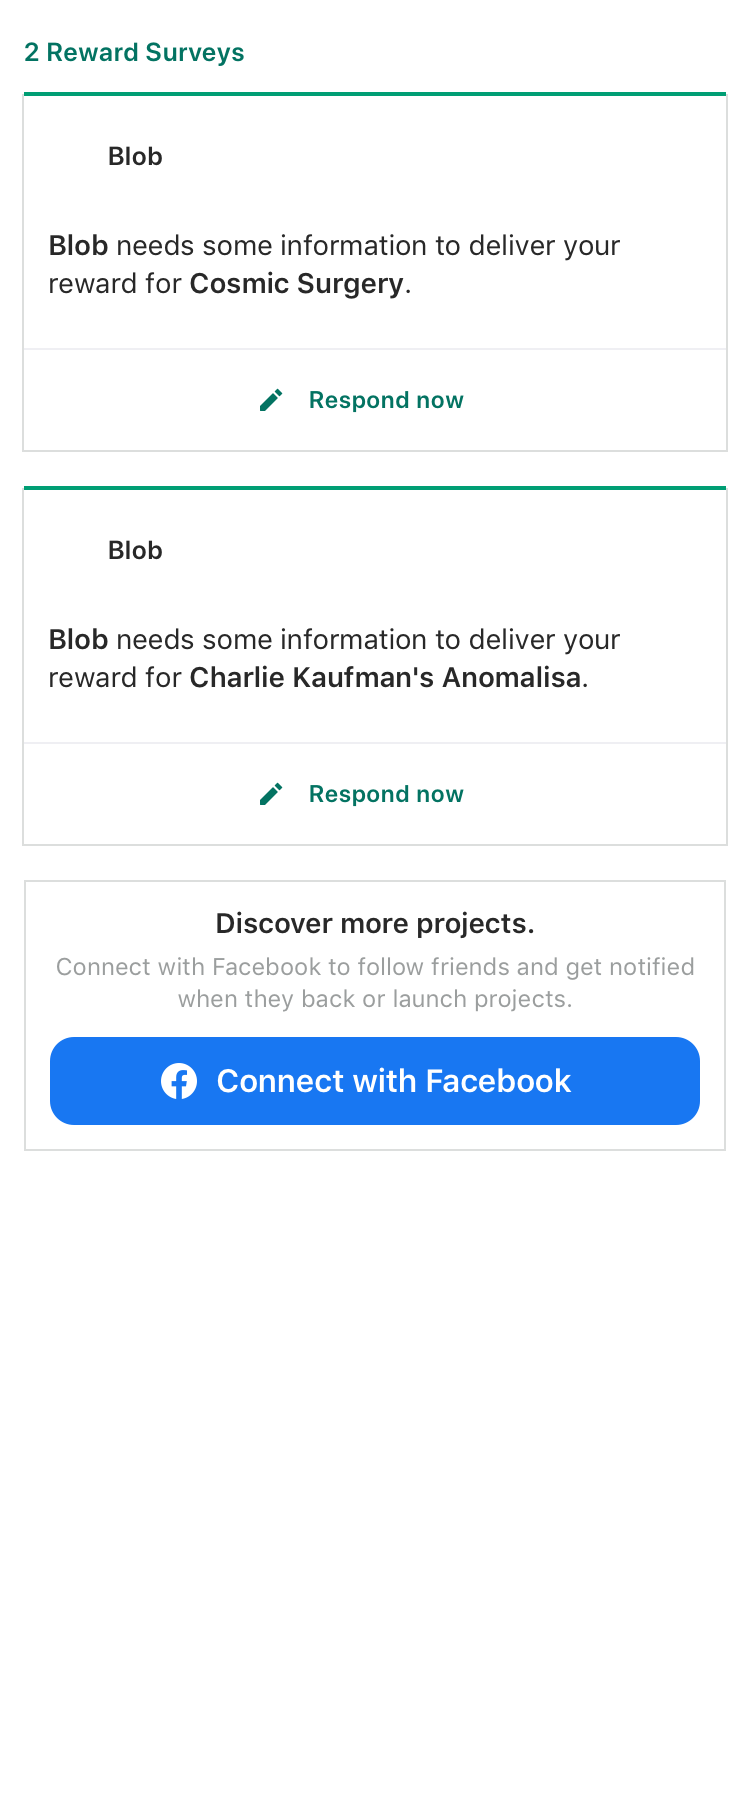 2 Reward Surveys
Blob
Blob needs some information to deliver your
reward for Cosmic Surgery.
Respond now
Blob
Blob needs some information to deliver your
reward for Charlie Kaufman's Anomalisa.
Respond now
Discover more projects.
Connect with Facebook to follow friends and get notified
when they back or launch projects.
Connect with Facebook